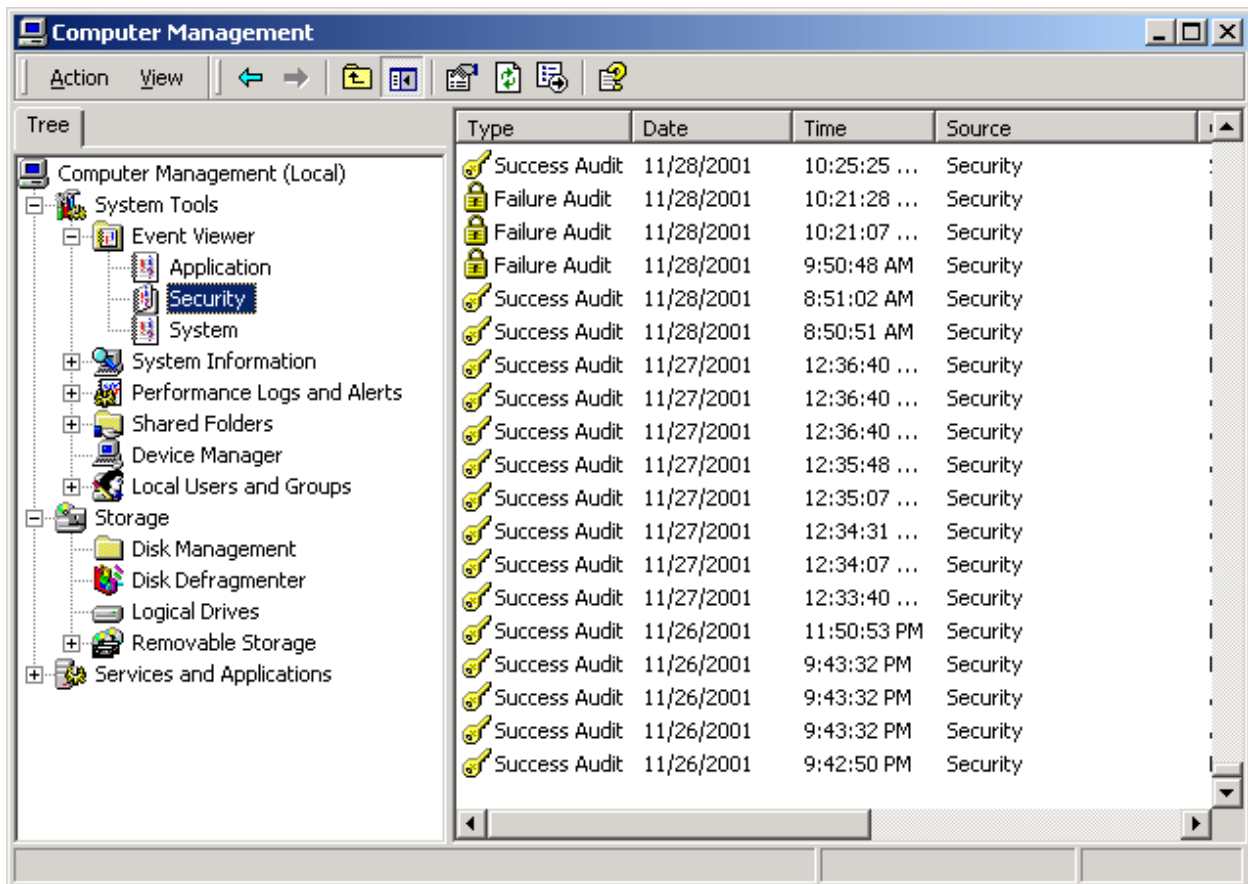 Computer Management
Action View
Tree
Computer Management (Local)
System Tools
Event Viewer
Application
Security
System
System Information
Performance Logs and Alerts
Shared Folders
Device Manager
Local Users and Groups
Storage
Disk Management
Disk Defragmenter
Logical Drives
Removable Storage
Services and Applications
Type Date Time Source
Success Audit 11/28/2001 10:25:25 ... Security
Failure Audit 11/28/2001 10:21:28 ... Security
Failure Audit 11/28/2001 10:21:07 ... Security
Failure Audit 11/28/2001 9:50:48 AM Security
Success Audit 11/28/2001 8:51:02 AM Security
Success Audit 11/28/2001 8:50:51 AM Security
Success Audit 11/27/2001 12:36:40 ... Security
Success Audit 11/27/2001 12:36:40 ... Security
Success Audit 11/27/2001 12:36:40 ... Security
Success Audit 11/27/2001 12:35:48 ... Security
Success Audit 11/27/2001 12:35:07 ... Security
Success Audit 11/27/2001 12:34:31 ... Security
Success Audit 11/27/2001 12:34:07 ... Security
Success Audit 11/27/2001 12:33:40 ... Security
Success Audit 11/26/2001 11:50:53 PM Security
Success Audit 11/26/2001 9:43:32 PM Security
Success Audit 11/26/2001 9:43:32 PM Security
Success Audit 11/26/2001 9:43:32 PM Security
Success Audit 11/26/2001 9:42:50 PM Security